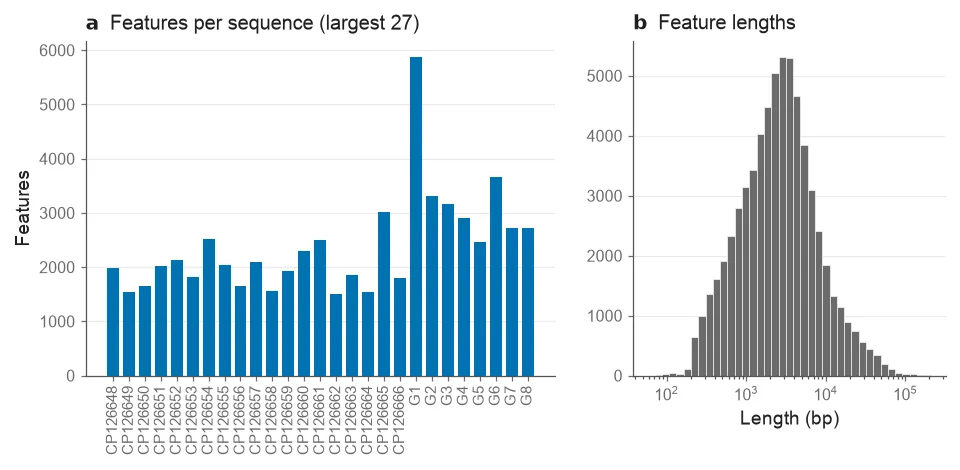 a Features per sequence (largest 27)
Features
6000
5000
4000
3000
2000
1000
0
CP126648
CP126649
CP126650
CP126651
CP126652
CP126653
CP126654
CP126655
CP126656
CP126657
CP126658
CP126659
CP126660
CP126661
CP126662
CP126663
CP126664
CP126665
CP126666
G1
G2
G3
G4
G5
G6
G7
G8
b Feature lengths
5000
4000
3000
2000
1000
0
10²
10³
10⁴
10⁵
Length (bp)